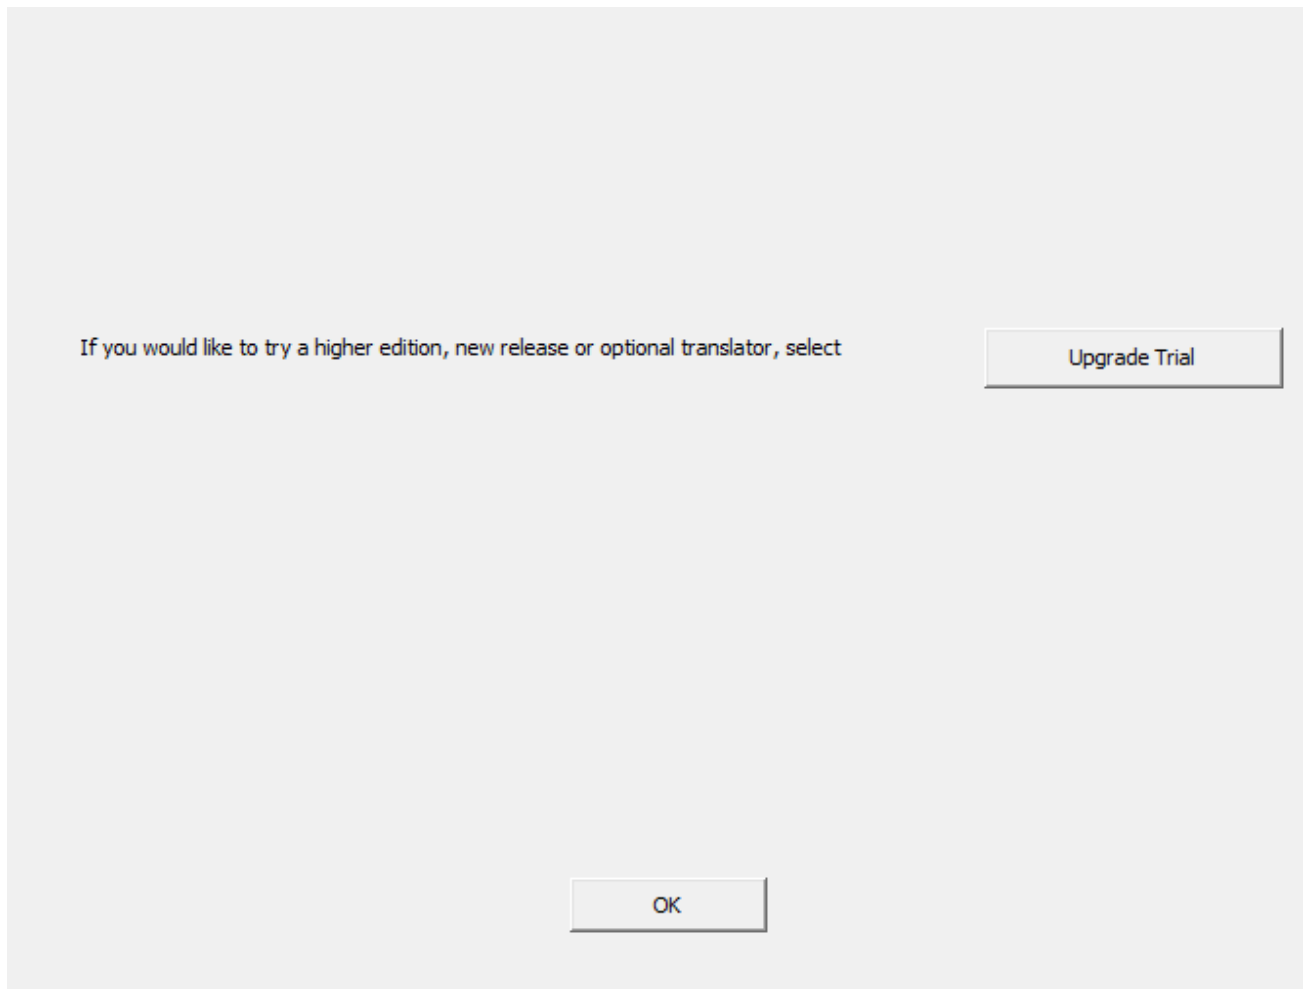 If you would like to try a higher edition, new release or optional translator, select
Upgrade Trial
OK